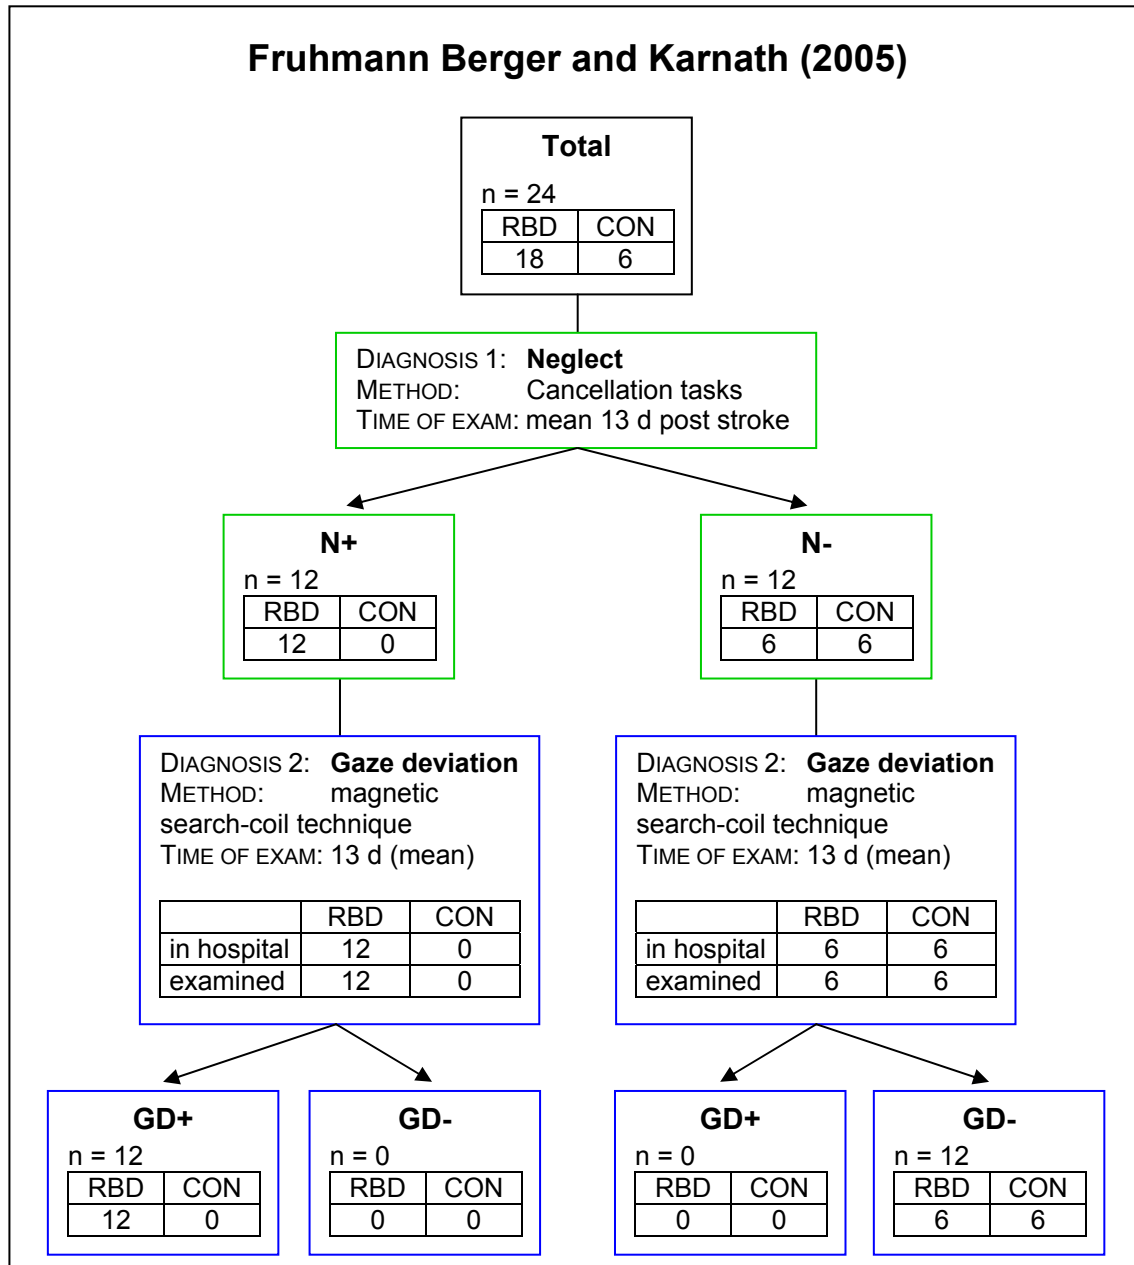 Fruhmann Berger and Karnath (2005)
Total
n = 24
RBD CON
18 6
DIAGNOSIS 1: Neglect
METHOD: Cancellation tasks
TIME OF EXAM: mean 13 d post stroke
N+
n = 12
RBD CON
12 0
N-
n = 12
RBD CON
6 6
DIAGNOSIS 2: Gaze deviation
METHOD: magnetic
search-coil technique
TIME OF EXAM: 13 d (mean)
RBD CON
in hospital 12 0
examined 12 0
DIAGNOSIS 2: Gaze deviation
METHOD: magnetic
search-coil technique
TIME OF EXAM: 13 d (mean)
RBD CON
in hospital 6 6
examined 6 6
GD+
n = 12
RBD CON
12 0
GD-
n = 0
RBD CON
0 0
GD+
n = 0
RBD CON
0 0
GD-
n = 12
RBD CON
6 6